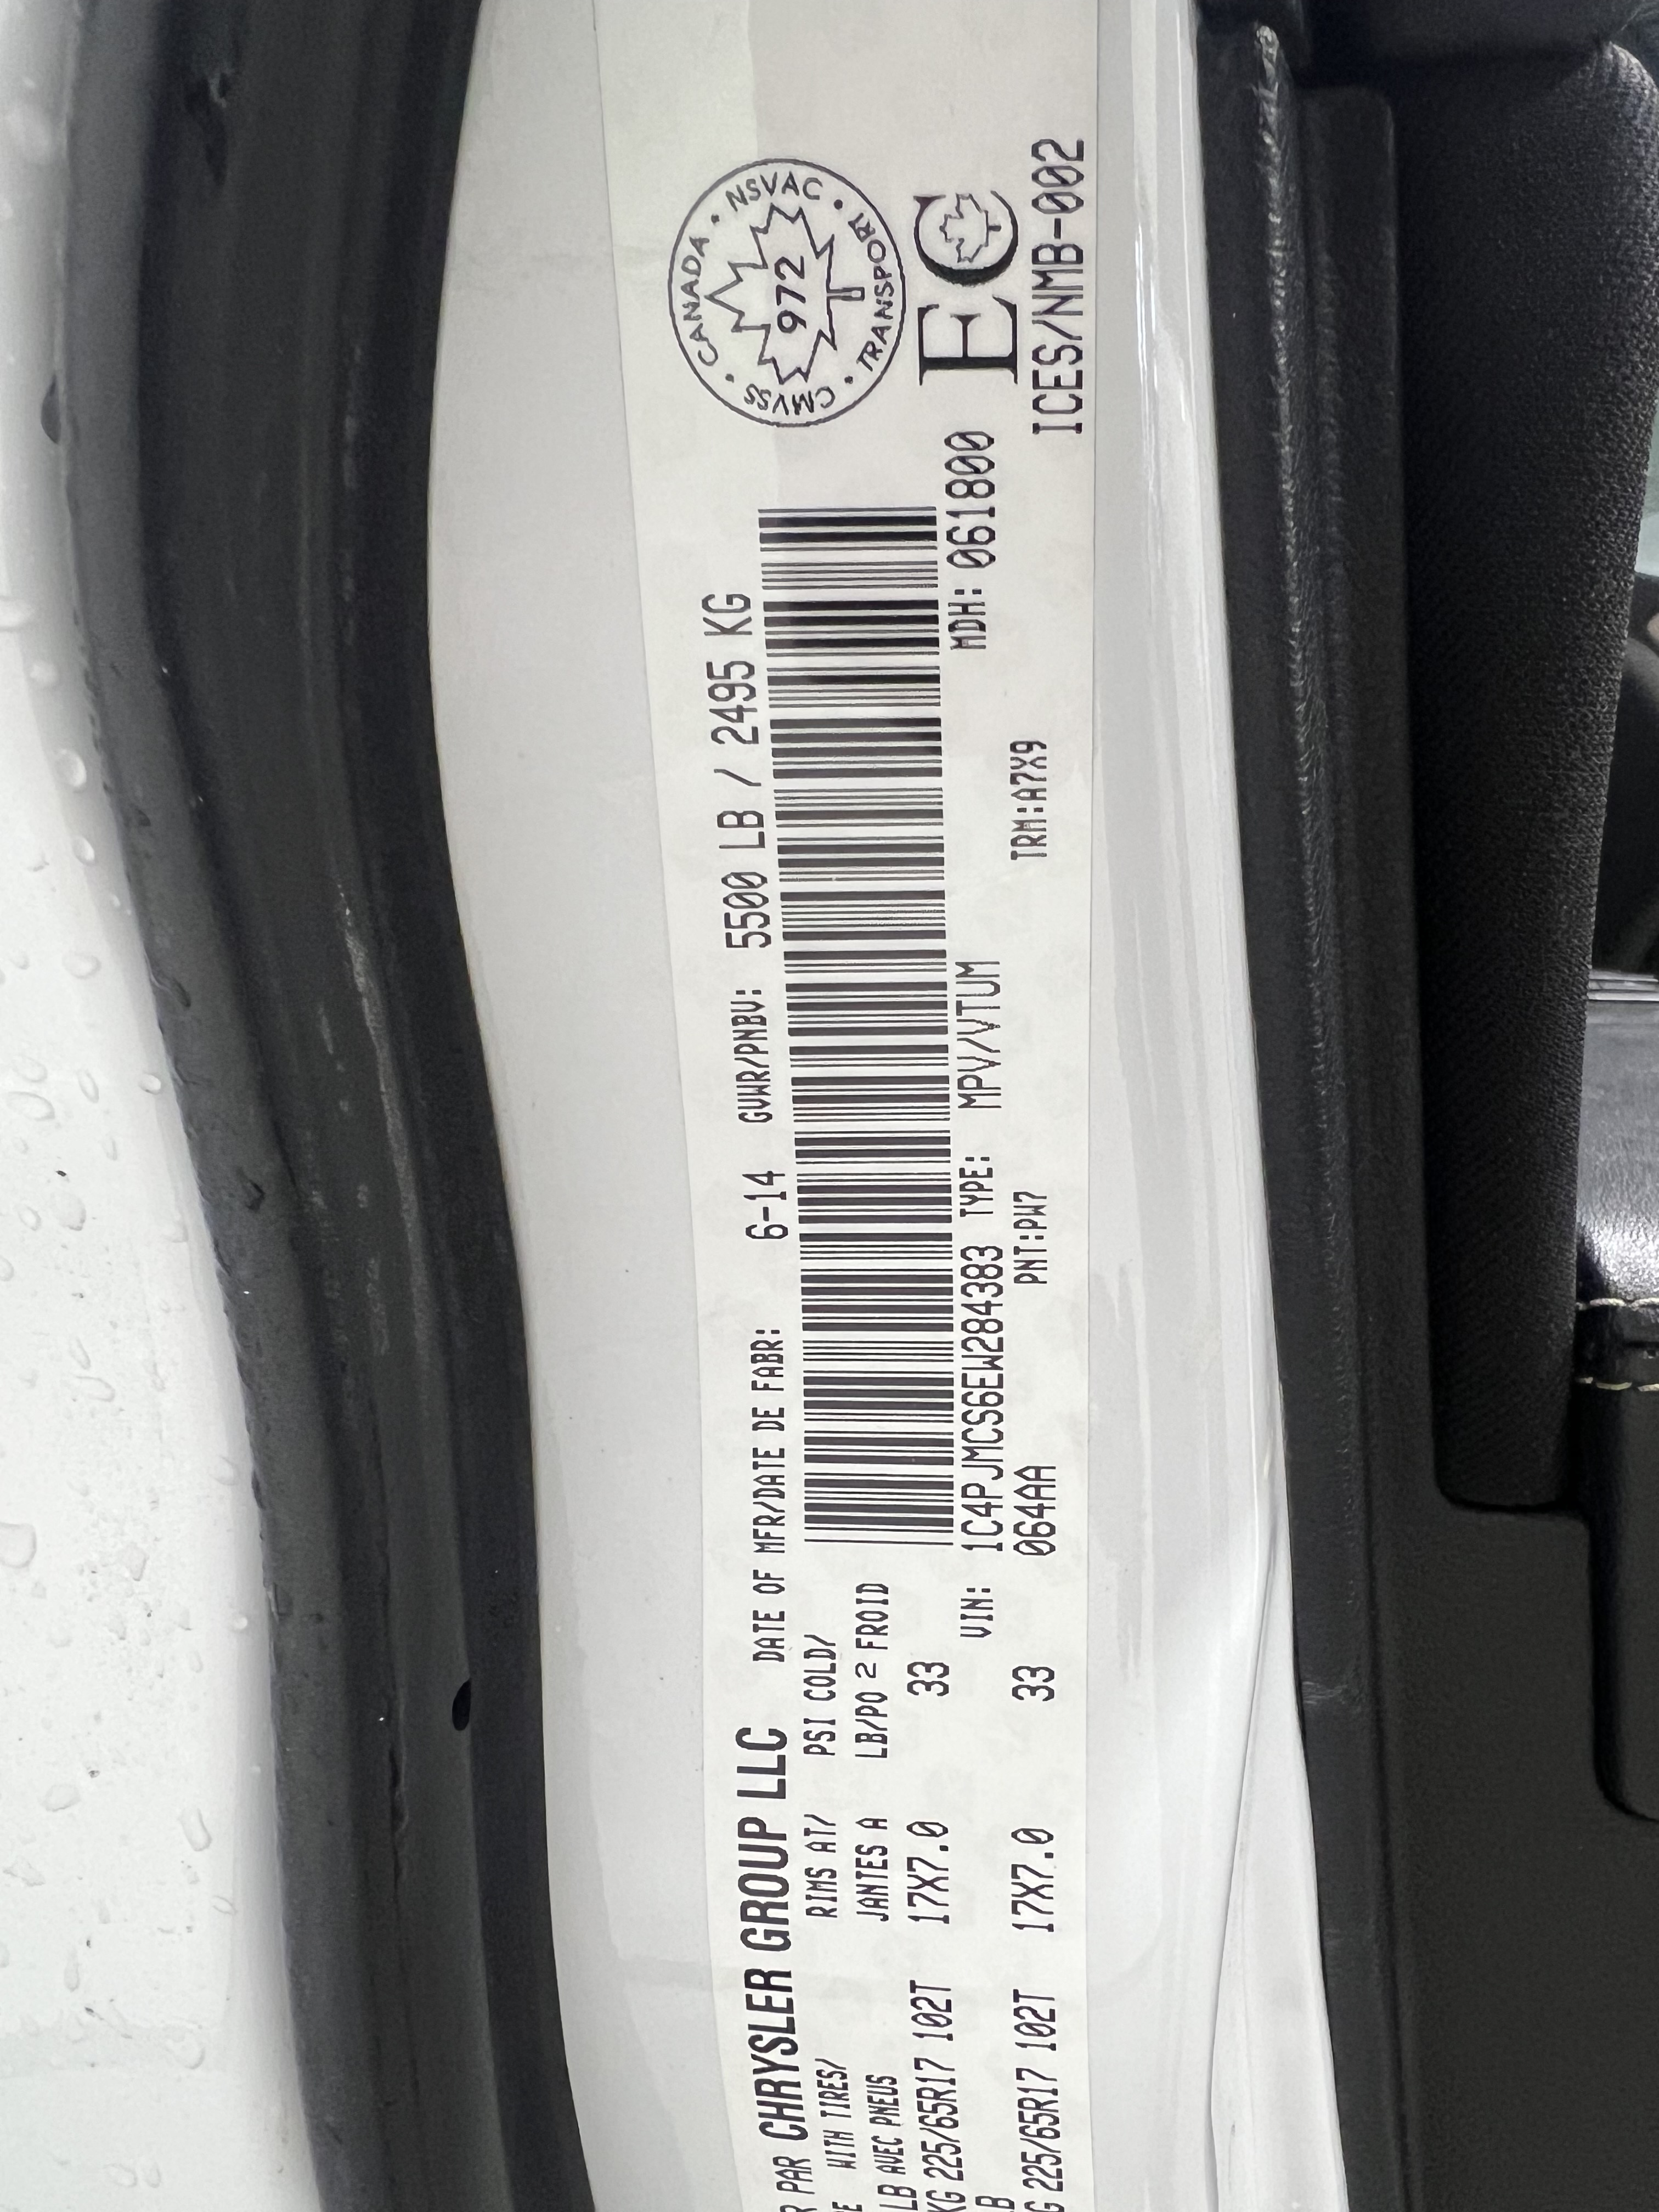 R PAR CHRYSLER GROUP LLC
DATE OF MFR/DATE DE FABR: 6-14 GVWR/PNBV: 5500 LB / 2495 KG
E WITH TIRES/ RIMS AT/ PSI COLD/
LB AVEC PNEUS JANTES A LB/PO 2 FROID
KG 225/65R17 102T 17X7.0 33
B
G 225/65R17 102T 17X7.0 33
VIN: 1C4PJMCS6EW284383 TYPE: MPV/VTUM MDH: 061800
064AA PNT:PW7 TRM:A7X9
CMVSS • CANADA • NSVAC • TRANSPORT •
972
EC
ICES/NMB-002